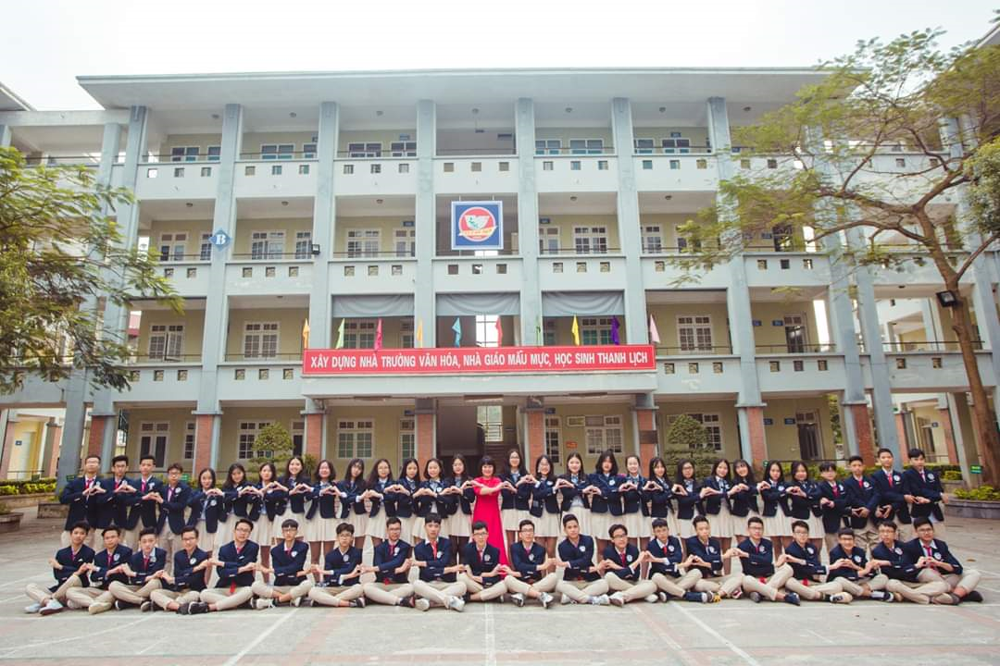 B
XÂY DỰNG NHÀ TRƯỜNG VĂN HÓA, NHÀ GIÁO MẪU MỰC, HỌC SINH THANH LỊCH